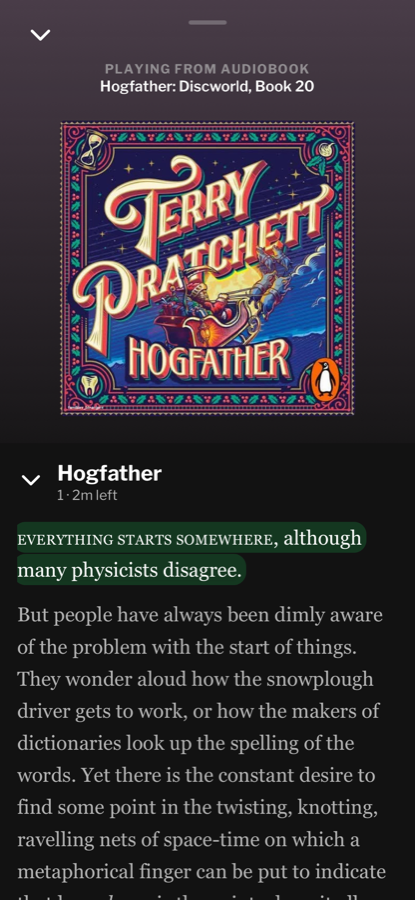 PLAYING FROM AUDIOBOOK
Hogfather: Discworld, Book 20
TERRY
PRATCHETT
HOGFATHER
Hogfather
1 · 2m left
EVERYTHING STARTS SOMEWHERE, although
many physicists disagree.
But people have always been dimly aware
of the problem with the start of things.
They wonder aloud how the snowplough
driver gets to work, or how the makers of
dictionaries look up the spelling of the
words. Yet there is the constant desire to
find some point in the twisting, knotting,
ravelling nets of space-time on which a
metaphorical finger can be put to indicate